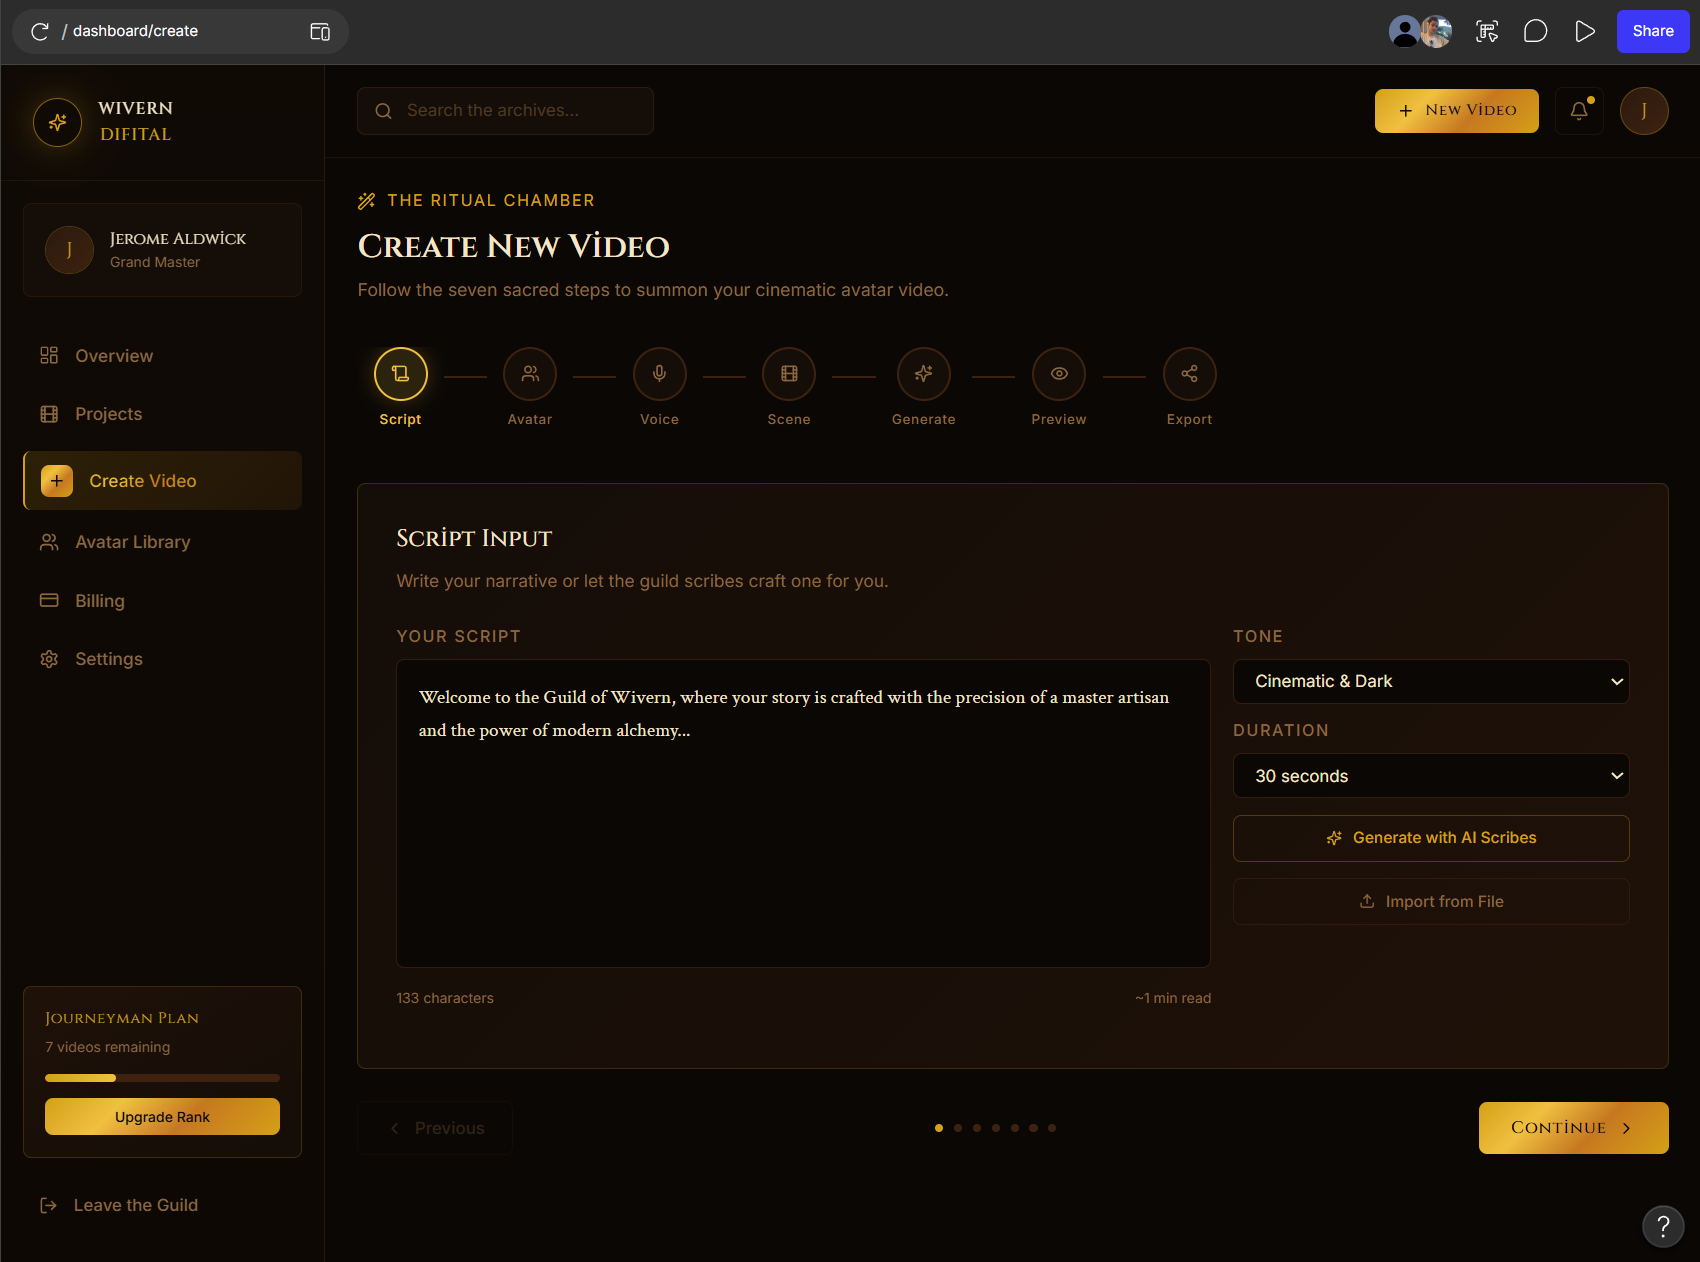 / dashboard/create
Share
WIVERN
DIFITAL
Search the archives...
+ New Video
J
J
Jerome Aldwick
Grand Master
Overview
Projects
Create Video
Avatar Library
Billing
Settings
THE RITUAL CHAMBER
Create New Video
Follow the seven sacred steps to summon your cinematic avatar video.
Script
Avatar
Voice
Scene
Generate
Preview
Export
Script Input
Write your narrative or let the guild scribes craft one for you.
YOUR SCRIPT
Welcome to the Guild of Wivern, where your story is crafted with the precision of a master artisan
and the power of modern alchemy...
133 characters
~1 min read
TONE
Cinematic & Dark
DURATION
30 seconds
Generate with AI Scribes
Import from File
Journeyman Plan
7 videos remaining
Upgrade Rank
Leave the Guild
Previous
Continue
?